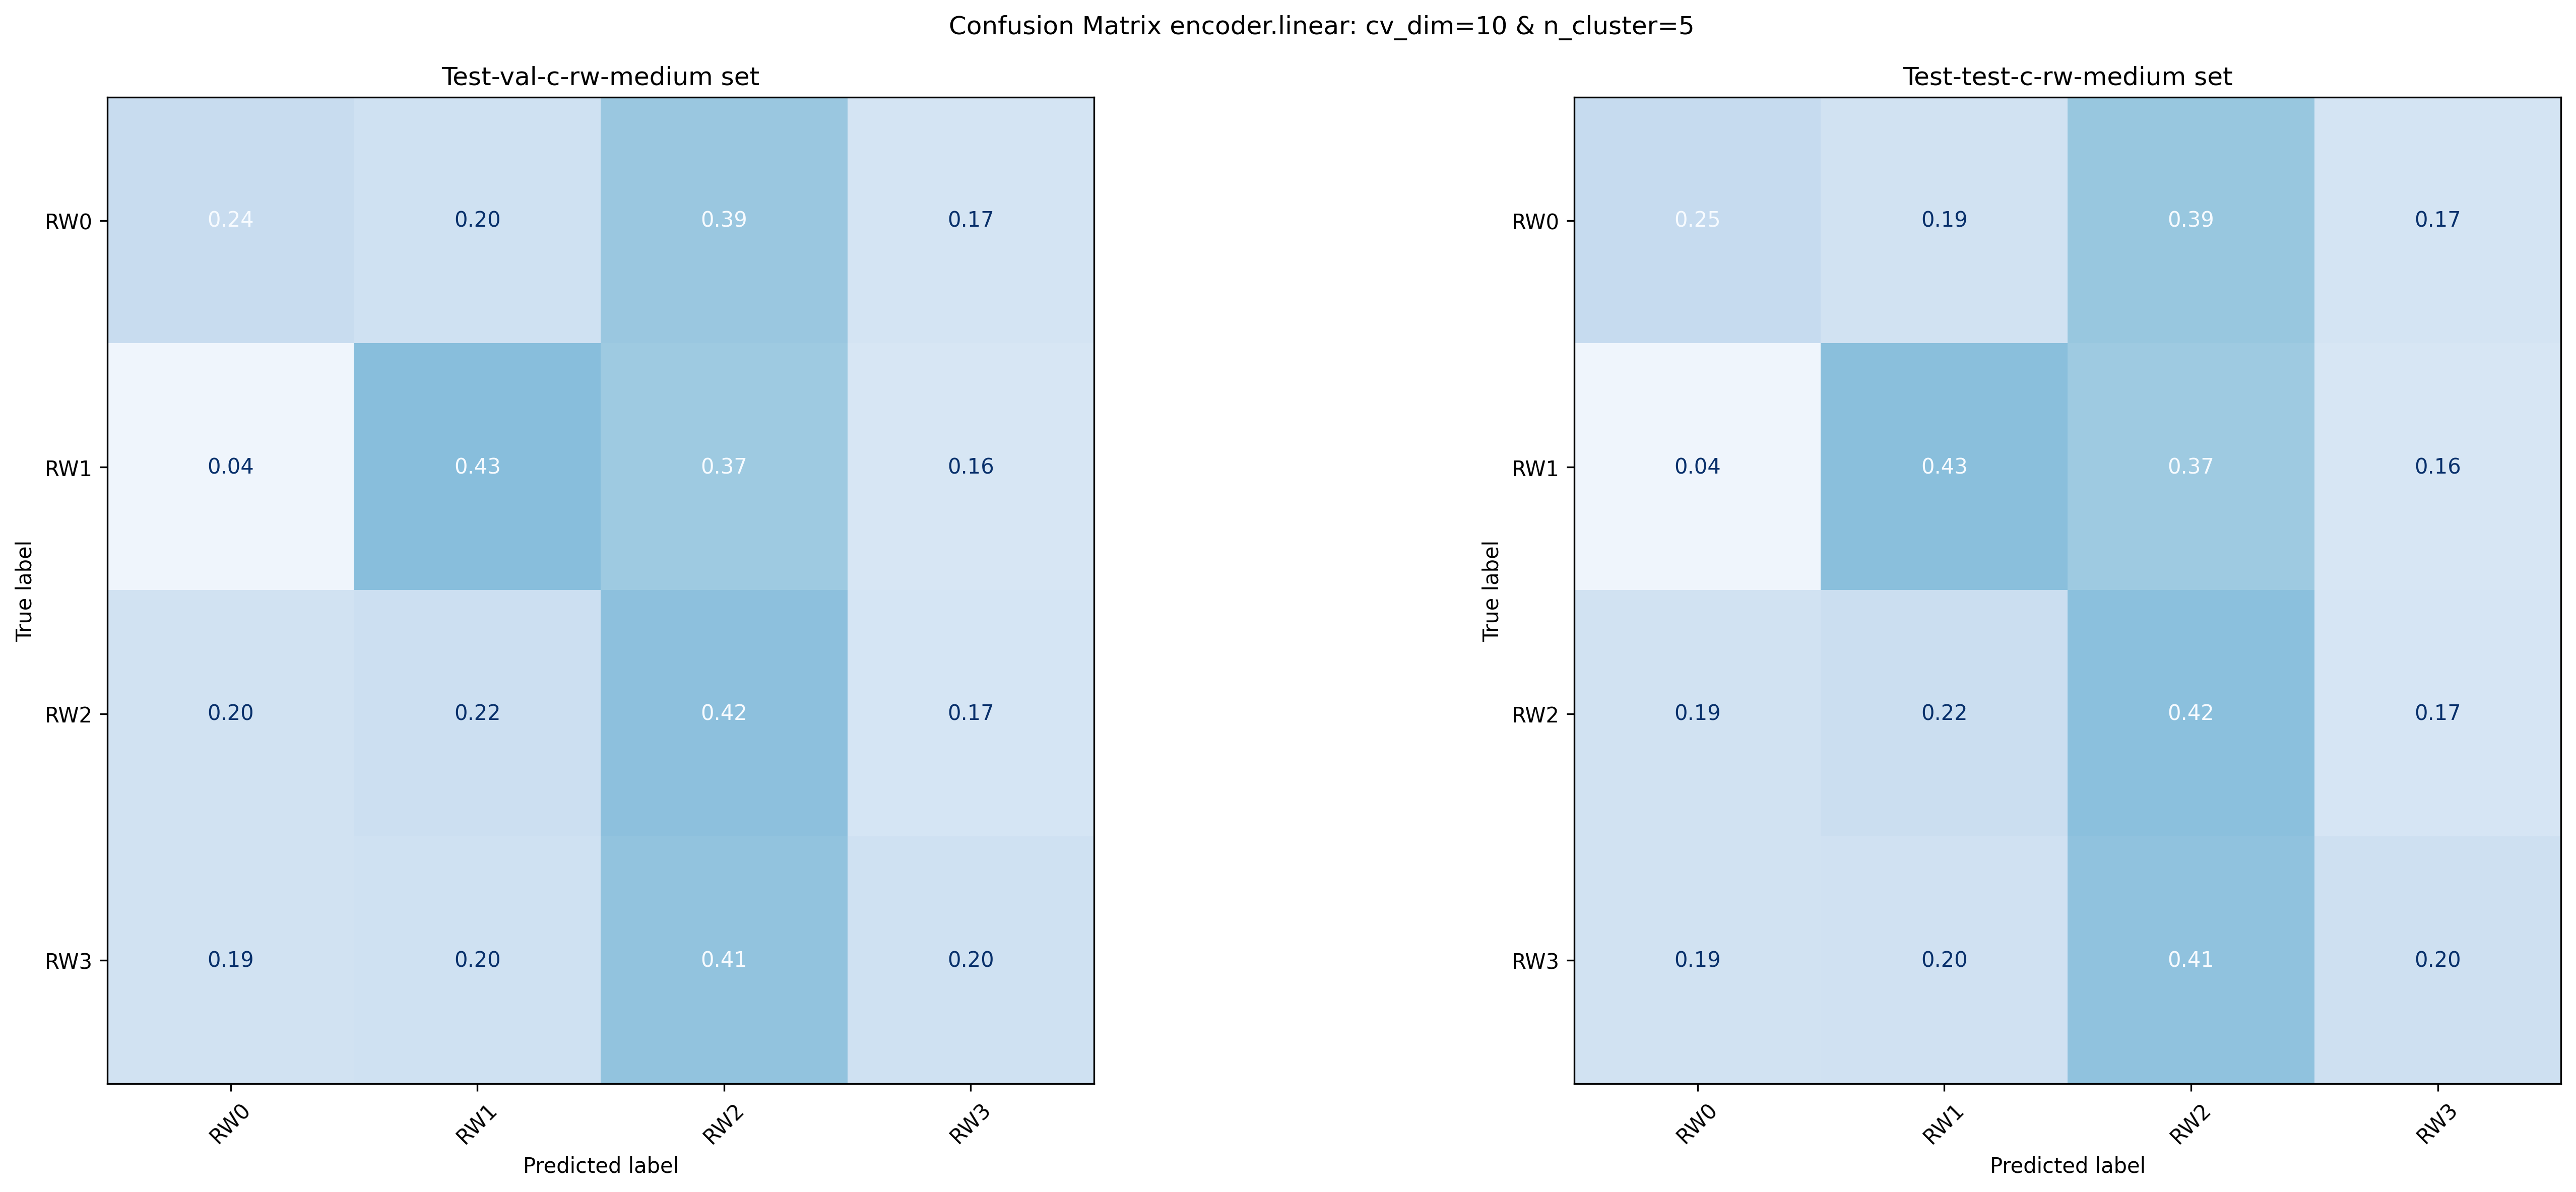 Confusion Matrix encoder.linear: cv_dim=10 & n_cluster=5
Test-val-c-rw-medium set
True label
RW0 0.24 0.20 0.39 0.17
RW1 0.04 0.43 0.37 0.16
RW2 0.20 0.22 0.42 0.17
RW3 0.19 0.20 0.41 0.20
RW0 RW1 RW2 RW3
Predicted label
Test-test-c-rw-medium set
True label
RW0 0.25 0.19 0.39 0.17
RW1 0.04 0.43 0.37 0.16
RW2 0.19 0.22 0.42 0.17
RW3 0.19 0.20 0.41 0.20
RW0 RW1 RW2 RW3
Predicted label